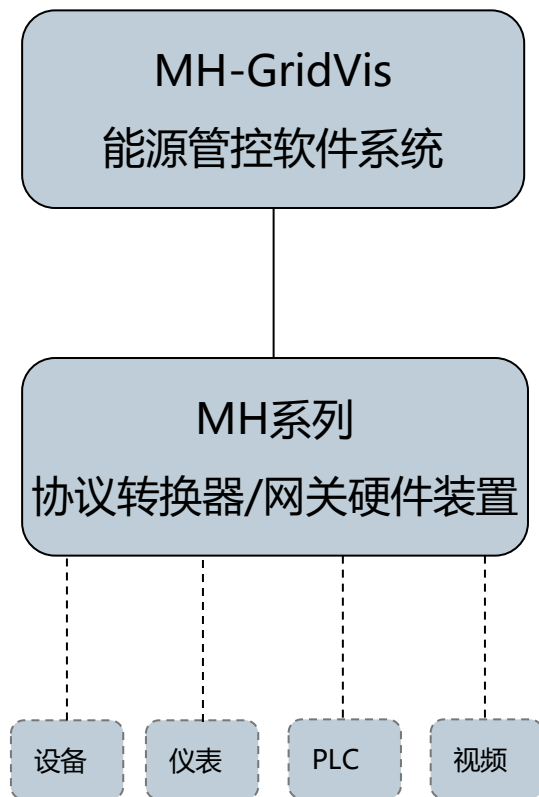 MH-GridVis
能源管控软件系统
MH系列
协议转换器/网关硬件装置
设备
仪表
PLC
视频